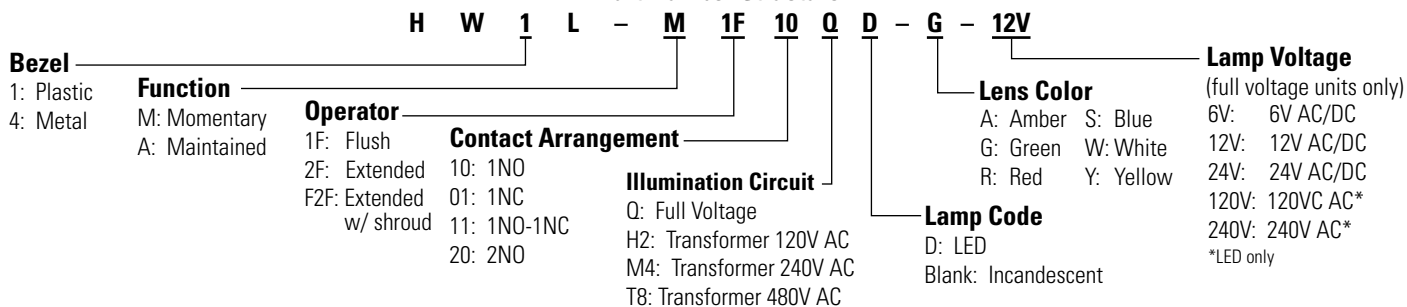 H W 1 L – M 1F 10 Q D – G – 12V
Bezel
1: Plastic
4: Metal
Function
M: Momentary
A: Maintained
Operator
1F: Flush
2F: Extended
F2F: Extended
w/ shroud
Contact Arrangement
10: 1NO
01: 1NC
11: 1NO-1NC
20: 2NO
Illumination Circuit
Q: Full Voltage
H2: Transformer 120V AC
M4: Transformer 240V AC
T8: Transformer 480V AC
Lamp Code
D: LED
Blank: Incandescent
Lens Color
A: Amber S: Blue
G: Green W: White
R: Red Y: Yellow
Lamp Voltage
(full voltage units only)
6V: 6V AC/DC
12V: 12V AC/DC
24V: 24V AC/DC
120V: 120VC AC*
240V: 240V AC*
*LED only